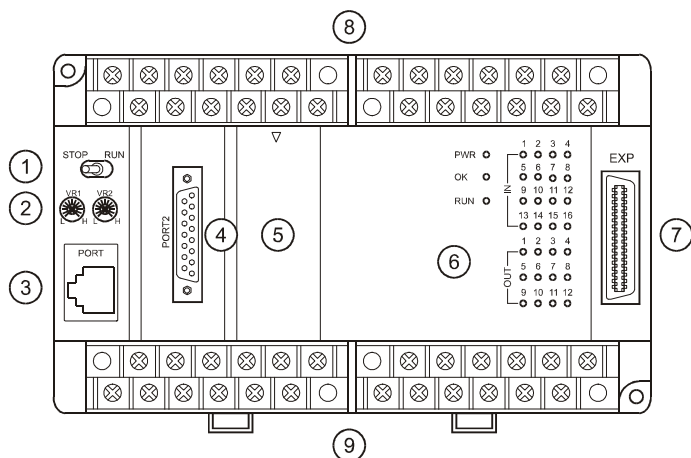 8
1
STOP RUN
2
VR1 VR2
L H L H
3
PORT
PORT2
4
5
PWR
OK
RUN
6
IN
1 2 3 4
5 6 7 8
9 10 11 12
13 14 15 16
OUT
1 2 3 4
5 6 7 8
9 10 11 12
EXP
7
9